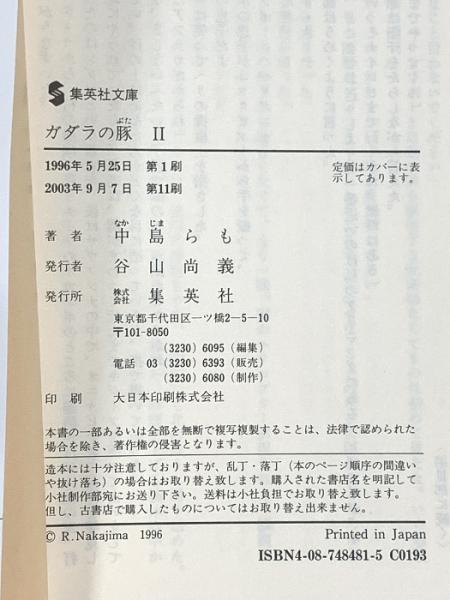 集英社文庫
ガダラの豚 II
ぶた
1996年5月25日 第1刷
2003年9月7日 第11刷
定価はカバーに表
示してあります。
なか じま
著者 中島らも
発行者 谷山尚義
発行所 株式会社 集英社
東京都千代田区一ツ橋2-5-10
〒101-8050
(3230) 6095 (編集)
電話 03 (3230) 6393 (販売)
(3230) 6080 (制作)
印刷 大日本印刷株式会社
本書の一部あるいは全部を無断で複写複製することは、法律で認められた
場合を除き、著作権の侵害となります。
造本には十分注意しておりますが、乱丁・落丁(本のページ順序の間違い
や抜け落ち)の場合はお取り替え致します。購入された書店名を明記して
小社制作部宛にお送り下さい。送料は小社負担でお取り替え致します。
但し、古書店で購入したものについてはお取り替え出来ません。
© R.Nakajima 1996
Printed in Japan
ISBN4-08-748481-5 C0193